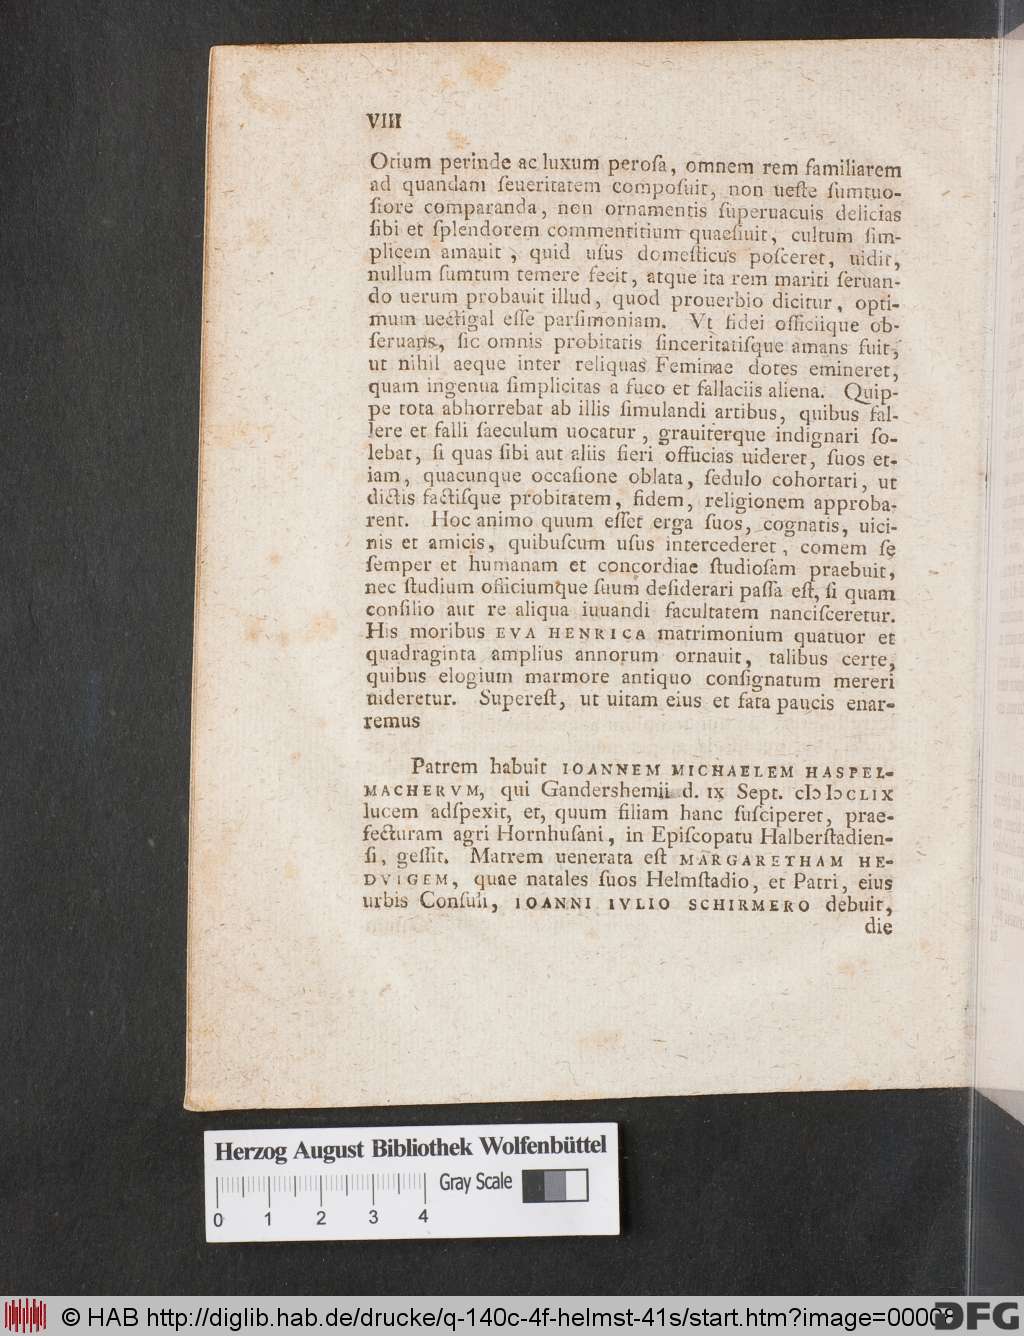 VIII
Otium perinde ac luxum perosa, omnem rem familiarem
ad quandam seueritatem composuit, non ueste sumtuo-
siore comparanda, non ornamentis superuacuis delicias
sibi et splendorem commentitium quaesiuit, cultum sim-
plicem amauit, quid usus domesticus posceret, uidit,
nullum sumtum temere fecit, atque ita rem mariti seruan-
do uerum probauit illud, quod prouerbio dicitur, opti-
mum uectigal esse parsimoniam. Vt fidei officiique ob-
seruans, sic omnis probitatis sinceritatisque amans fuit,
ut nihil aeque inter reliquas Feminae dotes emineret,
quam ingenua simplicitas a fuco et fallaciis aliena. Quip-
pe tota abhorrebat ab illis simulandi artibus, quibus fal-
lere et falli saeculum uocatur, grauiterque indignari so-
lebat, si quas sibi aut aliis fieri offucias uideret, suos et-
iam, quacunque occasione oblata, sedulo cohortari, ut
dictis factisque probitatem, fidem, religionem approba-
rent. Hoc animo quum esset erga suos, cognatis, uici-
nis et amicis, quibuscum usus intercederet, comem se
semper et humanam et concordiae studiosam praebuit,
nec studium officiumque suum desiderari passa est, si quam
consilio aut re aliqua iuuandi facultatem nancisceretur.
His moribus EVA HENRICA matrimonium quatuor et
quadraginta amplius annorum ornauit, talibus certe,
quibus elogium marmore antiquo consignatum mereri
uideretur. Superest, ut uitam eius et fata paucis enar-
remus
Patrem habuit IOANNEM MICHAELEM HASPEL-
MACHERVM, qui Gandershemii d. IX Sept. cIɔIɔCLIX
lucem adspexit, et, quum filiam hanc susciperet, prae-
fecturam agri Hornhusani, in Episcopatu Halberstadien-
si, gessit. Matrem uenerata est MARGARETHAM HE-
DVIGEM, quae natales suos Helmstadio, et Patri, eius
urbis Consuli, IOANNI IVLIO SCHIRMERO debuit,
die
Herzog August Bibliothek Wolfenbüttel
Gray Scale
0 1 2 3 4
© HAB http://diglib.hab.de/drucke/q-140c-4f-helmst-41s/start.htm?image=00008
DFG